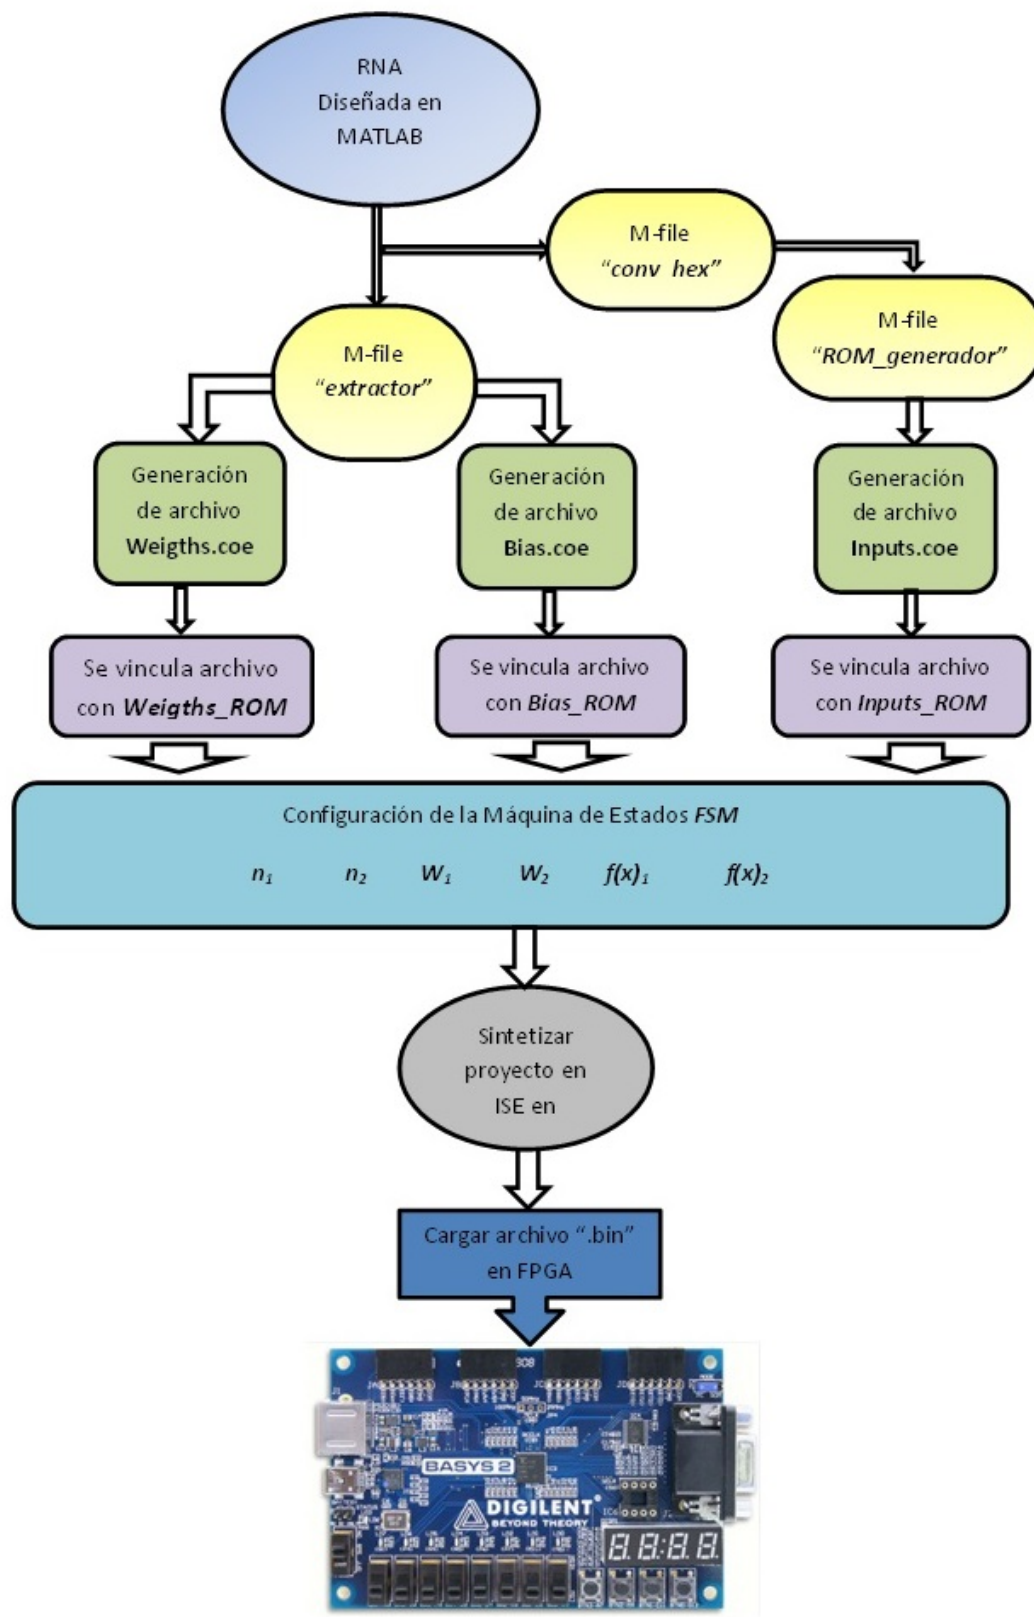 RNA
Diseñada en
MATLAB
M-file
“conv_hex”
M-file
“ROM_generador”
M-file
“extractor”
Generación
de archivo
Weigths.coe
Generación
de archivo
Bias.coe
Generación
de archivo
Inputs.coe
Se vincula archivo
con Weigths_ROM
Se vincula archivo
con Bias_ROM
Se vincula archivo
con Inputs_ROM
Configuración de la Máquina de Estados FSM
n₁ n₂ W₁ W₂ f(x)₁ f(x)₂
Sintetizar
proyecto en
ISE en
Cargar archivo “.bin”
en FPGA
BASYS 2
DIGILENT®
BEYOND THEORY